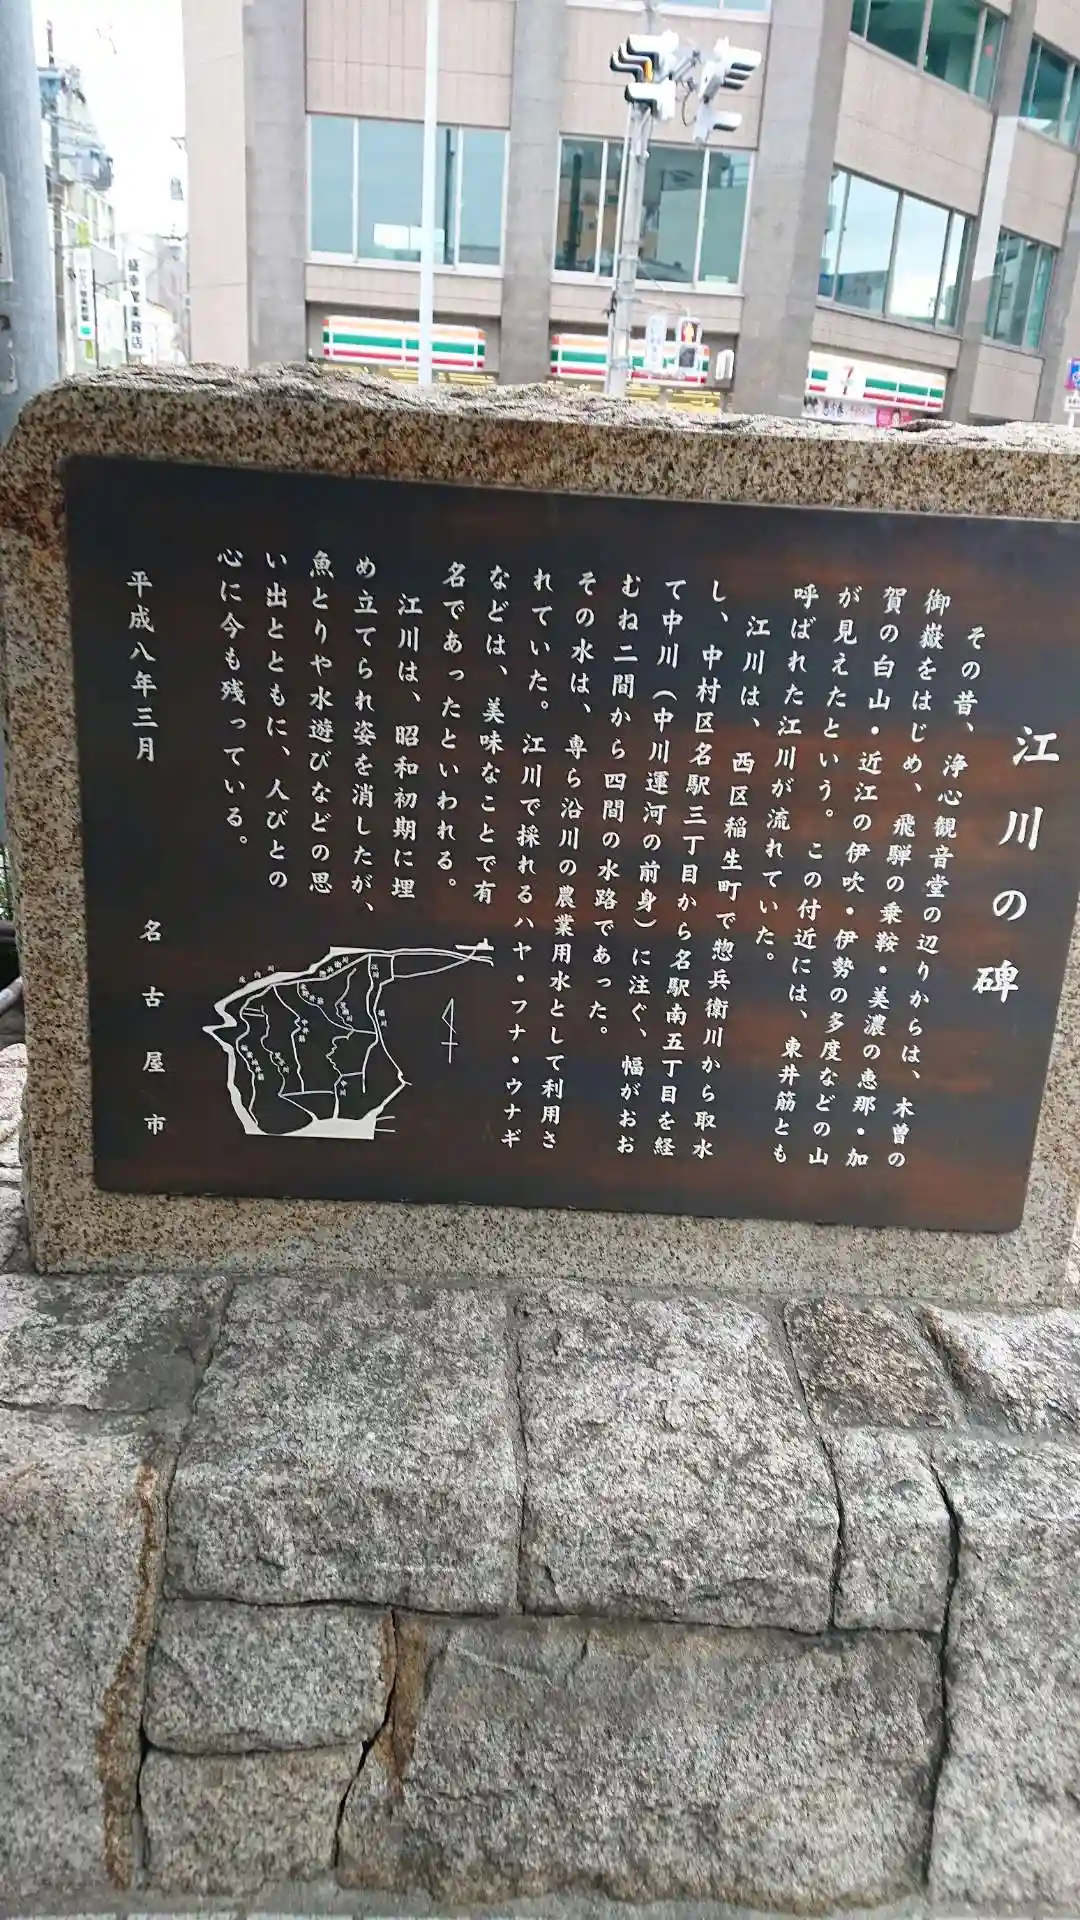 江川の碑
その昔、浄心観音堂の辺りからは、木曽の
御嶽をはじめ、飛騨の乗鞍・美濃の恵那・加
賀の白山・近江の伊吹・伊勢の多度などの山
が見えたという。この付近には、東井筋とも
呼ばれた江川が流れていた。
江川は、西区稲生町で惣兵衛川から取水
し、中村区名駅三丁目から名駅南五丁目を経
て中川(中川運河の前身)に注ぐ、幅がおお
むね二間から四間の水路であった。
その水は、専ら沿川の農業用水として利用さ
れていた。江川で採れるハヤ・フナ・ウナギ
などは、美味なことで有
名であったといわれる。
江川は、昭和初期に埋
め立てられ姿を消したが、
魚とりや水遊びなどの思
い出とともに、人びとの
心に今も残っている。
平成八年三月
名古屋市
江川
堀川
中川
庄内川